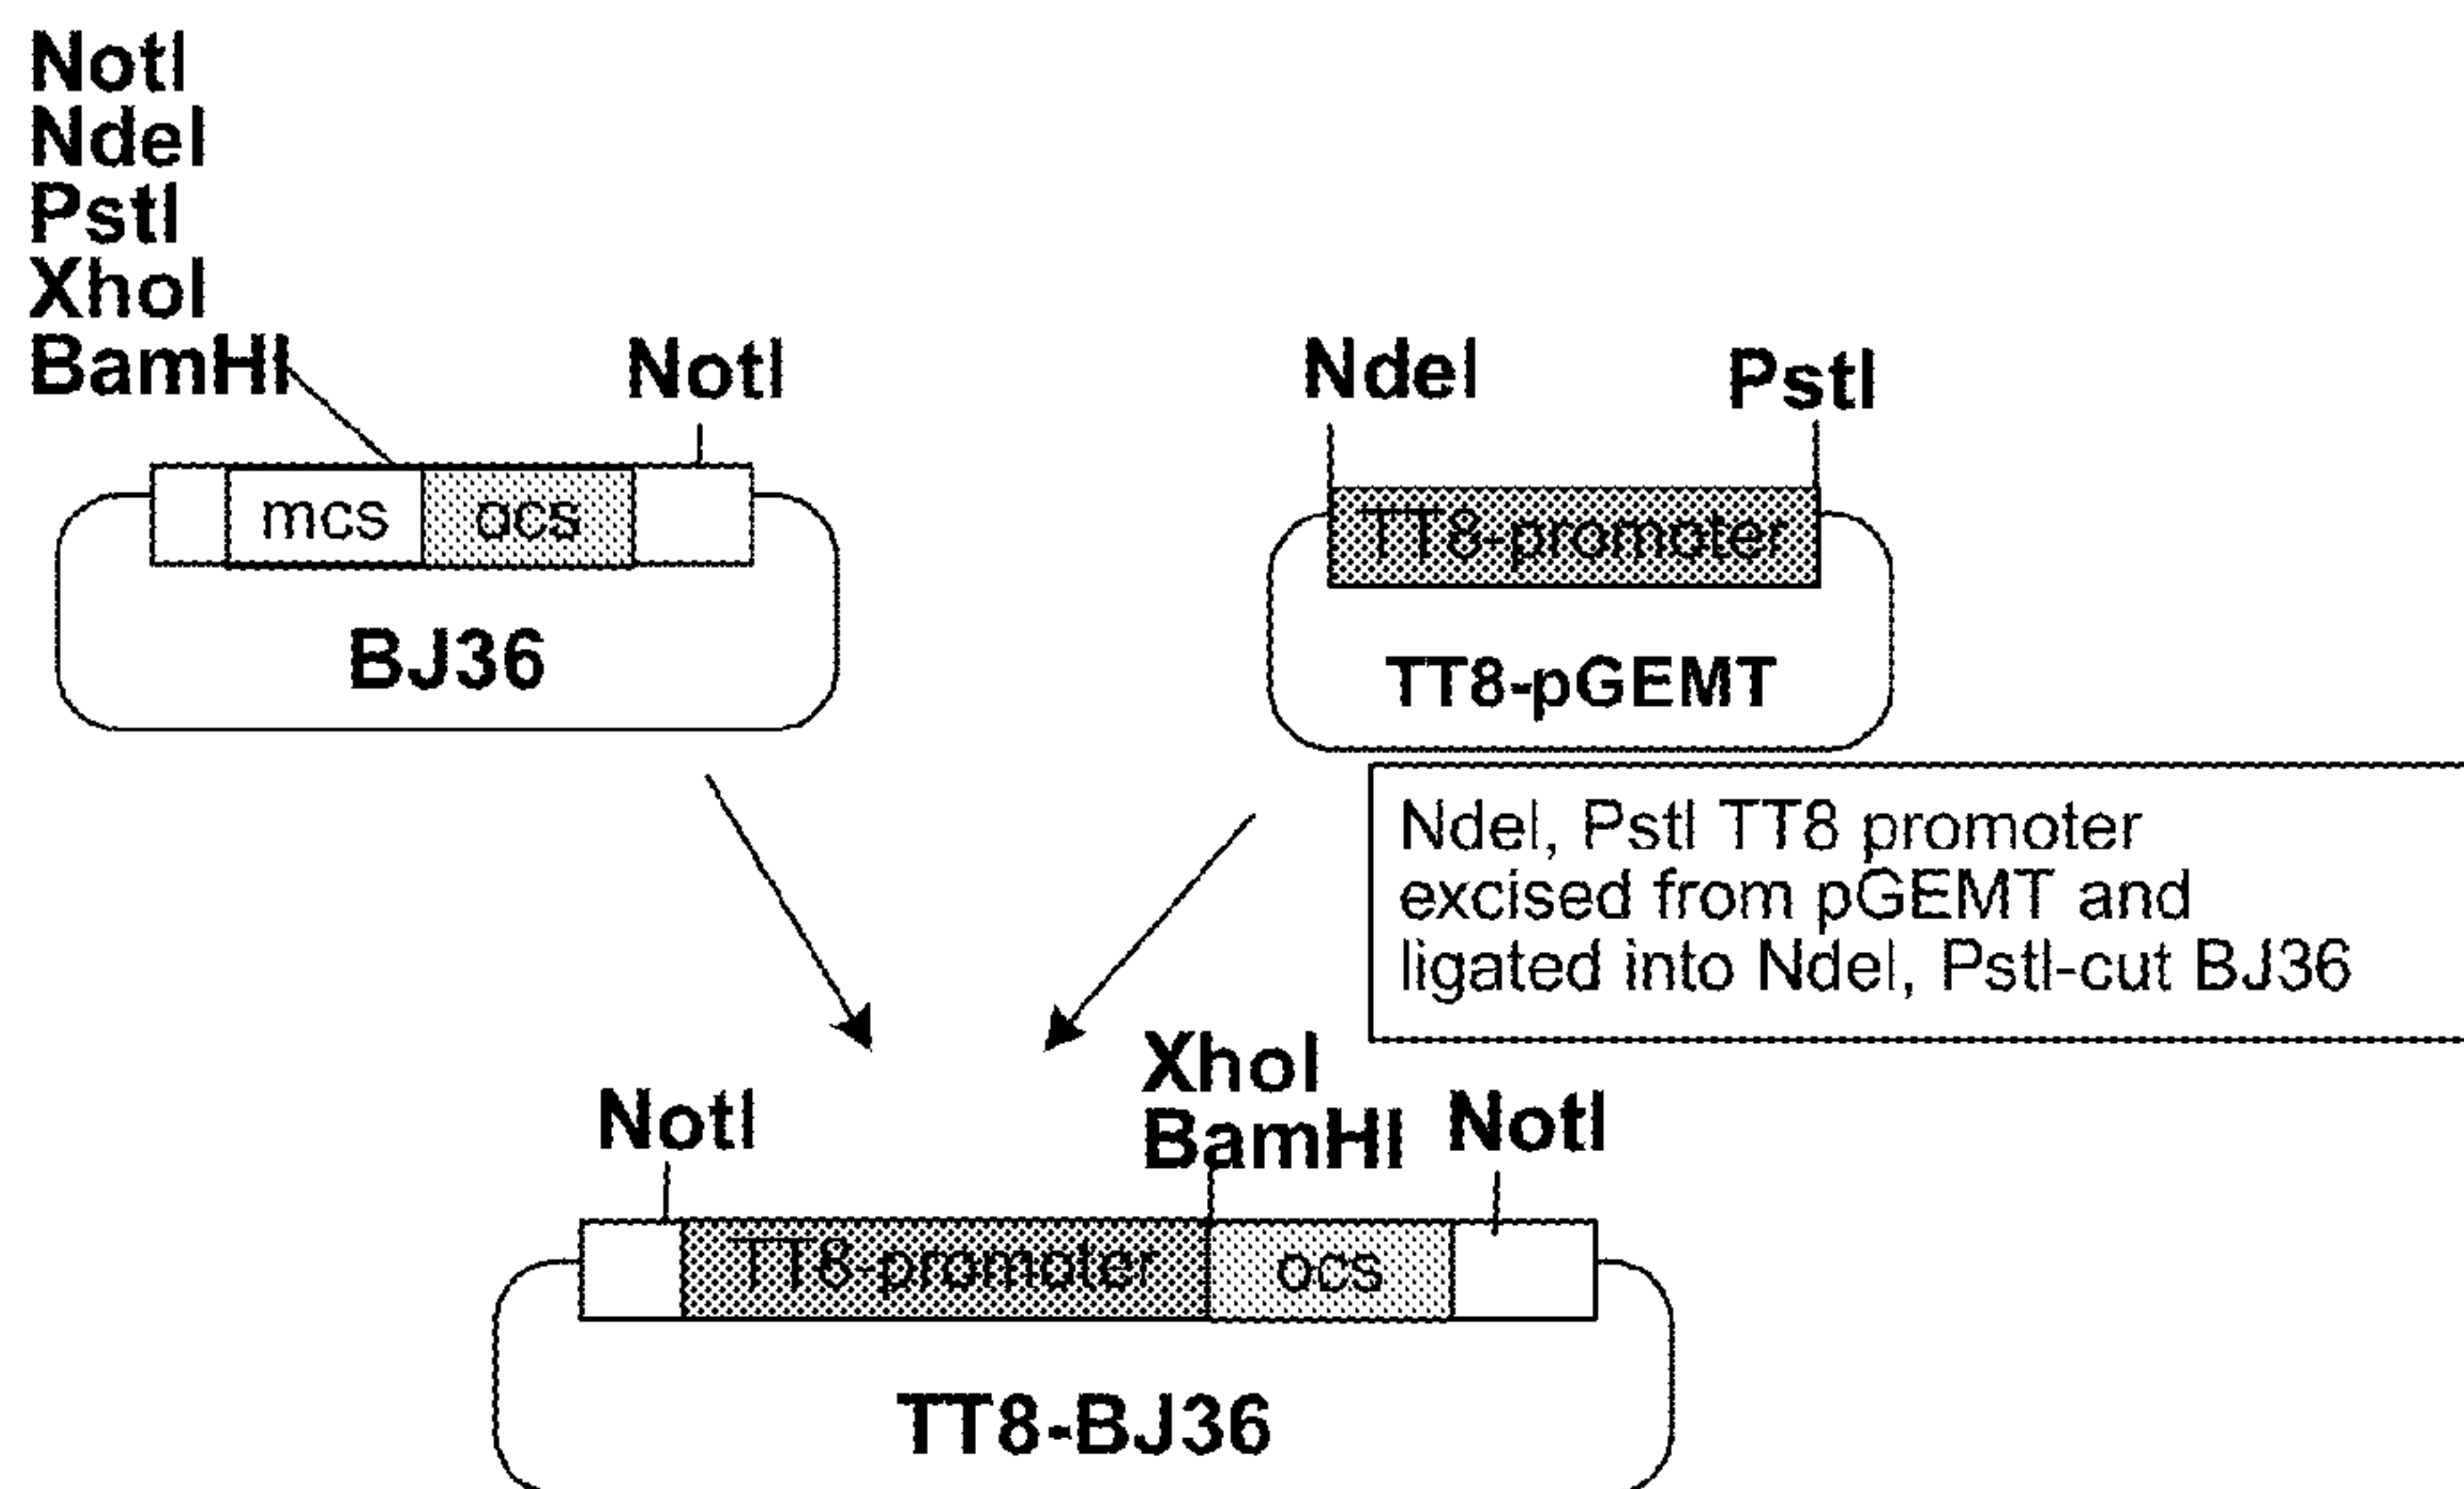 NotI
NdeI
PstI
XhoI
BamHI
NotI
mcs
ocs
BJ36
NdeI
PstI
TT8-promoter
TT8-pGEMT
NdeI, PstI TT8 promoter
excised from pGEMT and
ligated into NdeI, PstI-cut BJ36
NotI
XhoI
BamHI
NotI
TT8-promoter
ocs
TT8-BJ36